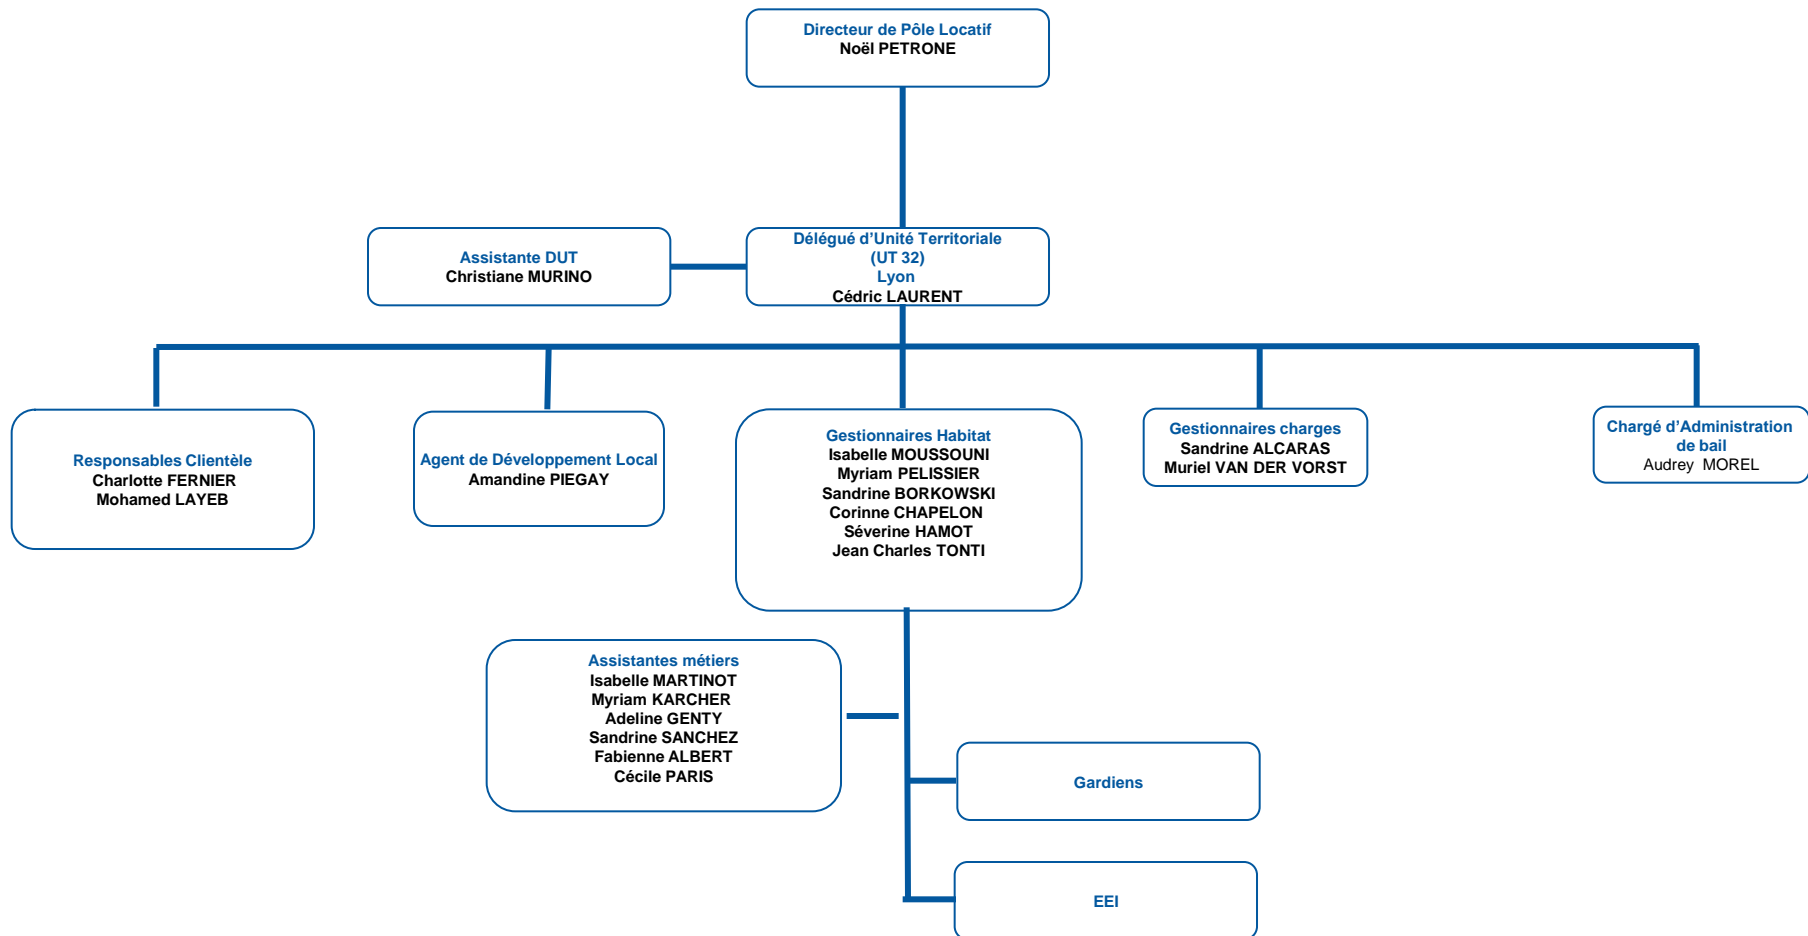 Directeur de Pôle Locatif
Noël PETRONE
Assistante DUT
Christiane MURINO
Délégué d'Unité Territoriale
(UT 32)
Lyon
Cédric LAURENT
Responsables Clientèle
Charlotte FERNIER
Mohamed LAYEB
Agent de Développement Local
Amandine PIEGAY
Gestionnaires Habitat
Isabelle MOUSSOUNI
Myriam PELISSIER
Sandrine BORKOWSKI
Corinne CHAPELON
Séverine HAMOT
Jean Charles TONTI
Gestionnaires charges
Sandrine ALCARAS
Muriel VAN DER VORST
Chargé d'Administration
de bail
Audrey MOREL
Assistantes métiers
Isabelle MARTINOT
Myriam KARCHER
Adeline GENTY
Sandrine SANCHEZ
Fabienne ALBERT
Cécile PARIS
Gardiens
EEI